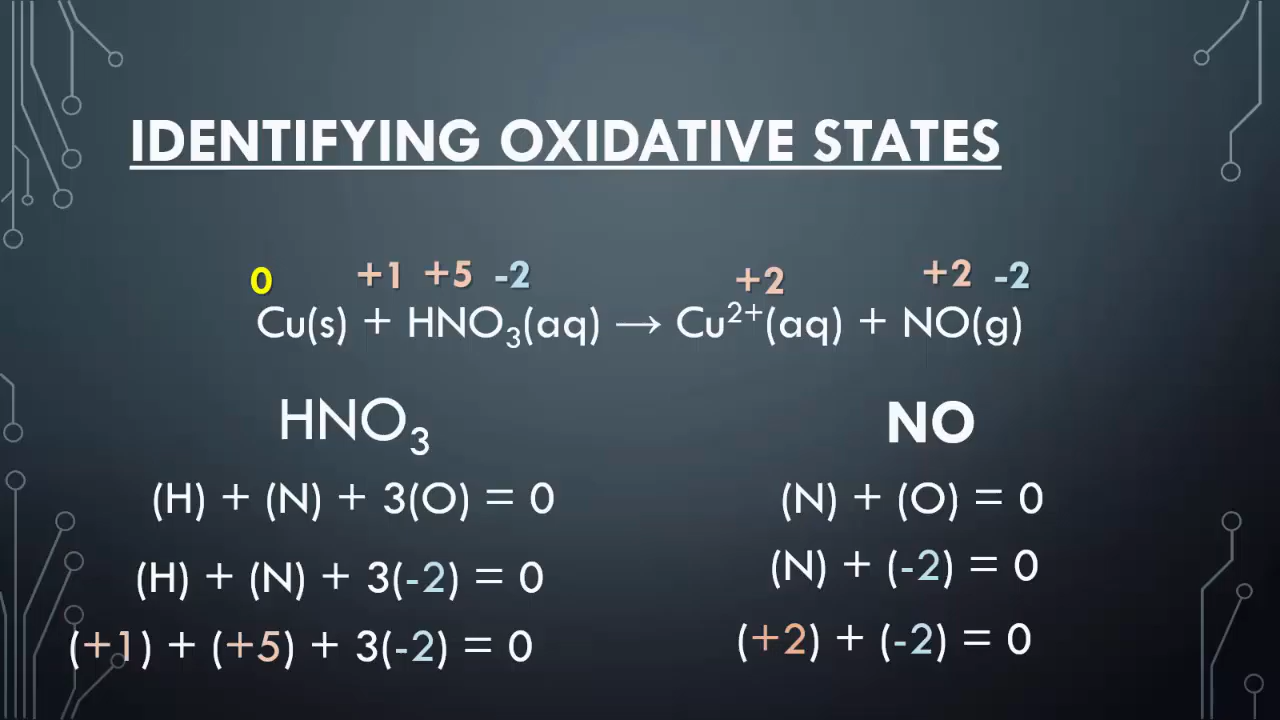 IDENTIFYING OXIDATIVE STATES
0 +1 +5 -2 +2 +2 -2
Cu(s) + HNO₃(aq) → Cu²⁺(aq) + NO(g)
HNO₃ NO
(H) + (N) + 3(O) = 0 (N) + (O) = 0
(H) + (N) + 3(-2) = 0 (N) + (-2) = 0
(+1) + (+5) + 3(-2) = 0 (+2) + (-2) = 0